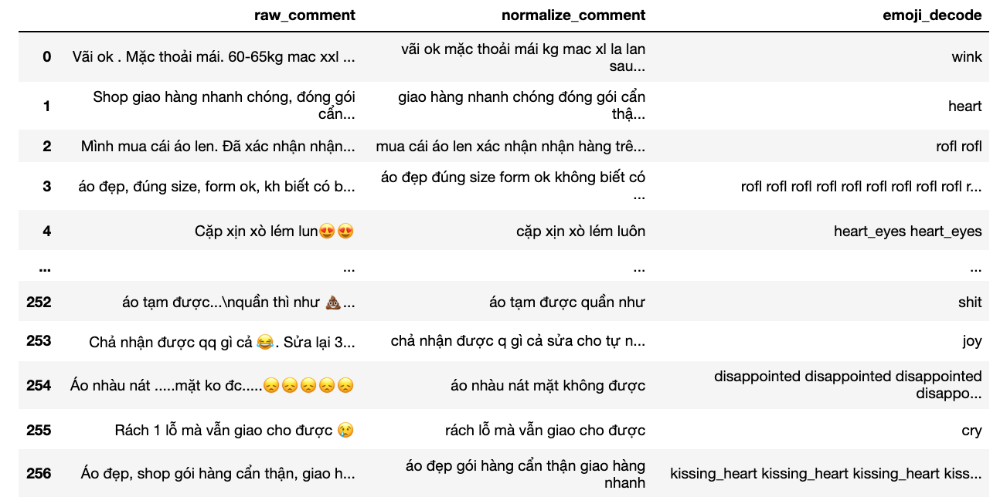 raw_comment normalize_comment emoji_decode
0 Vãi ok . Mặc thoải mái. 60-65kg mac xxl ... vãi ok mặc thoải mái kg mac xl la lan sau... wink
1 Shop giao hàng nhanh chóng, đóng gói cẩn... giao hàng nhanh chóng đóng gói cẩn thậ... heart
2 Mình mua cái áo len. Đã xác nhận nhận... mua cái áo len xác nhận nhận hàng trê... rofl rofl
3 áo đẹp, đúng size, form ok, kh biết có b... áo đẹp đúng size form ok không biết có ... rofl rofl rofl rofl rofl rofl rofl rofl rofl r...
4 Cặp xịn xò lém lun😍😍 cặp xịn xò lém luôn heart_eyes heart_eyes
... ... ... ...
252 áo tạm được...\nquần thì như 💩... áo tạm được quần như shit
253 Chả nhận được qq gì cả 😂. Sửa lại 3... chả nhận được q gì cả sửa cho tự n... joy
254 Áo nhàu nát .....mặt ko đc.....😞😞😞😞😞 áo nhàu nát mặt không được disappointed disappointed disappointed disappo...
255 Rách 1 lỗ mà vẫn giao cho được 😢 rách lỗ mà vẫn giao cho được cry
256 Áo đẹp, shop gói hàng cẩn thận, giao h... áo đẹp gói hàng cẩn thận giao hàng nhanh kissing_heart kissing_heart kissing_heart kiss...